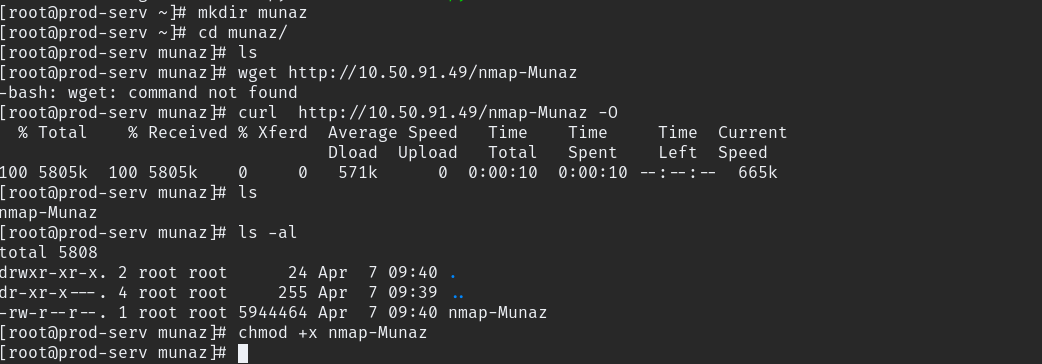 [root@prod-serv ~]# mkdir munaz
[root@prod-serv ~]# cd munaz/
[root@prod-serv munaz]# ls
[root@prod-serv munaz]# wget http://10.50.91.49/nmap-Munaz
-bash: wget: command not found
[root@prod-serv munaz]# curl  http://10.50.91.49/nmap-Munaz -O
  % Total    % Received % Xferd  Average Speed   Time    Time     Time  Current
                                 Dload  Upload   Total   Spent    Left  Speed
100 5805k  100 5805k    0     0   571k      0  0:00:10  0:00:10 --:--:--  665k
[root@prod-serv munaz]# ls
nmap-Munaz
[root@prod-serv munaz]# ls -al
total 5808
drwxr-xr-x. 2 root root      24 Apr  7 09:40 .
dr-xr-x---. 4 root root     255 Apr  7 09:39 ..
-rw-r--r--. 1 root root 5944464 Apr  7 09:40 nmap-Munaz
[root@prod-serv munaz]# chmod +x nmap-Munaz
[root@prod-serv munaz]#